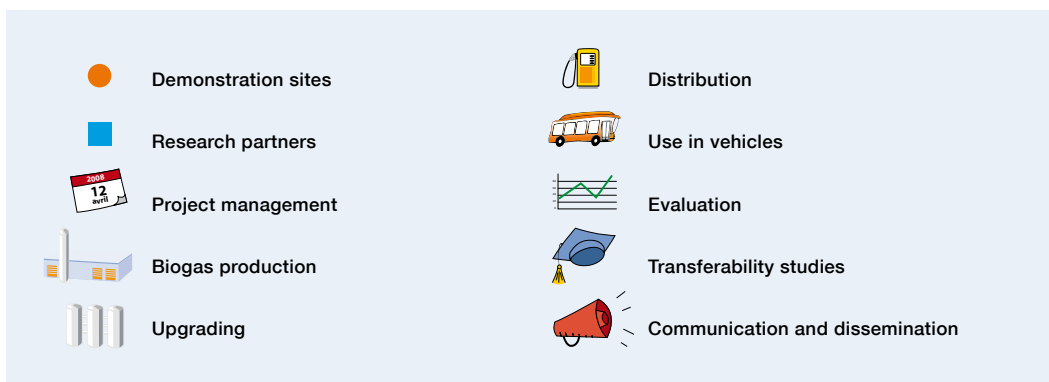 Demonstration sites
Research partners
2008
12
avril
Project management
Biogas production
Upgrading
Distribution
Use in vehicles
Evaluation
Transferability studies
Communication and dissemination